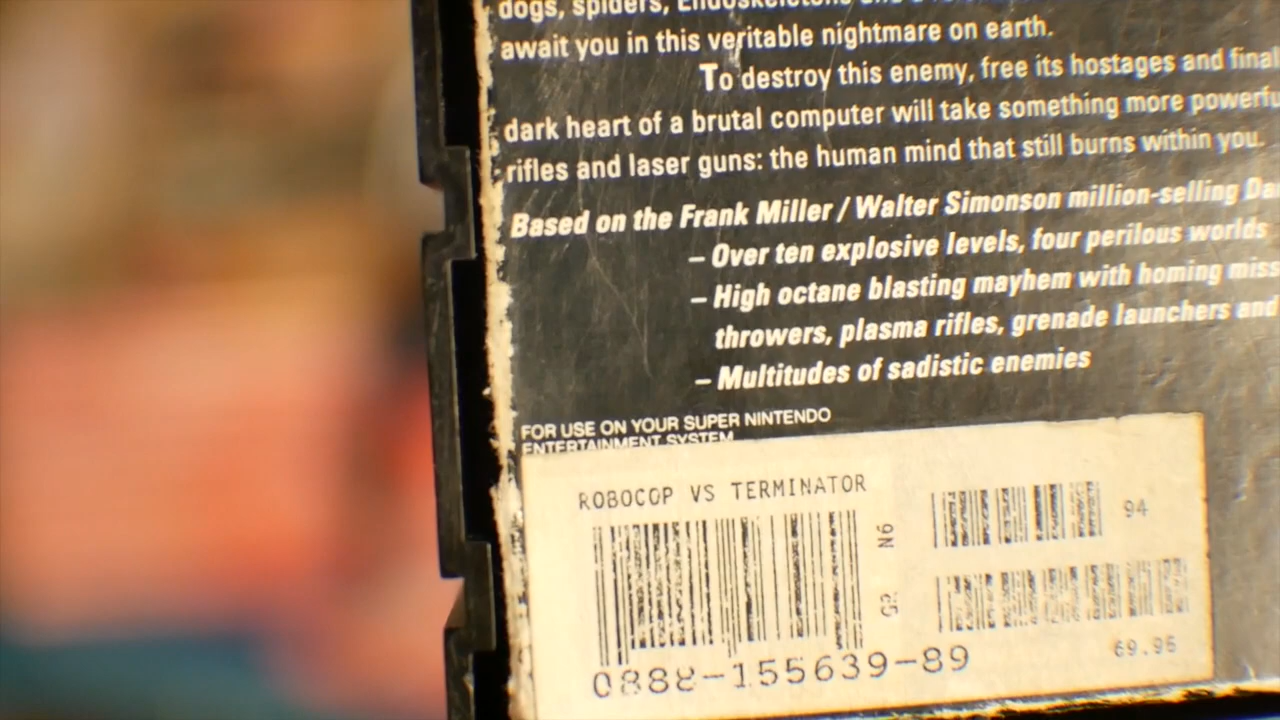 dogs, spiders, Endoskeletons and a
await you in this veritable nightmare on earth.
To destroy this enemy, free its hostages and final
dark heart of a brutal computer will take something more powerfu
rifles and laser guns: the human mind that still burns within you.
Based on the Frank Miller / Walter Simonson million-selling Da
– Over ten explosive levels, four perilous worlds
– High octane blasting mayhem with homing miss
throwers, plasma rifles, grenade launchers and
– Multitudes of sadistic enemies
FOR USE ON YOUR SUPER NINTENDO
ENTERTAINMENT SYSTEM
ROBOCOP VS TERMINATOR
N6
94
69.95
0888-155639-89